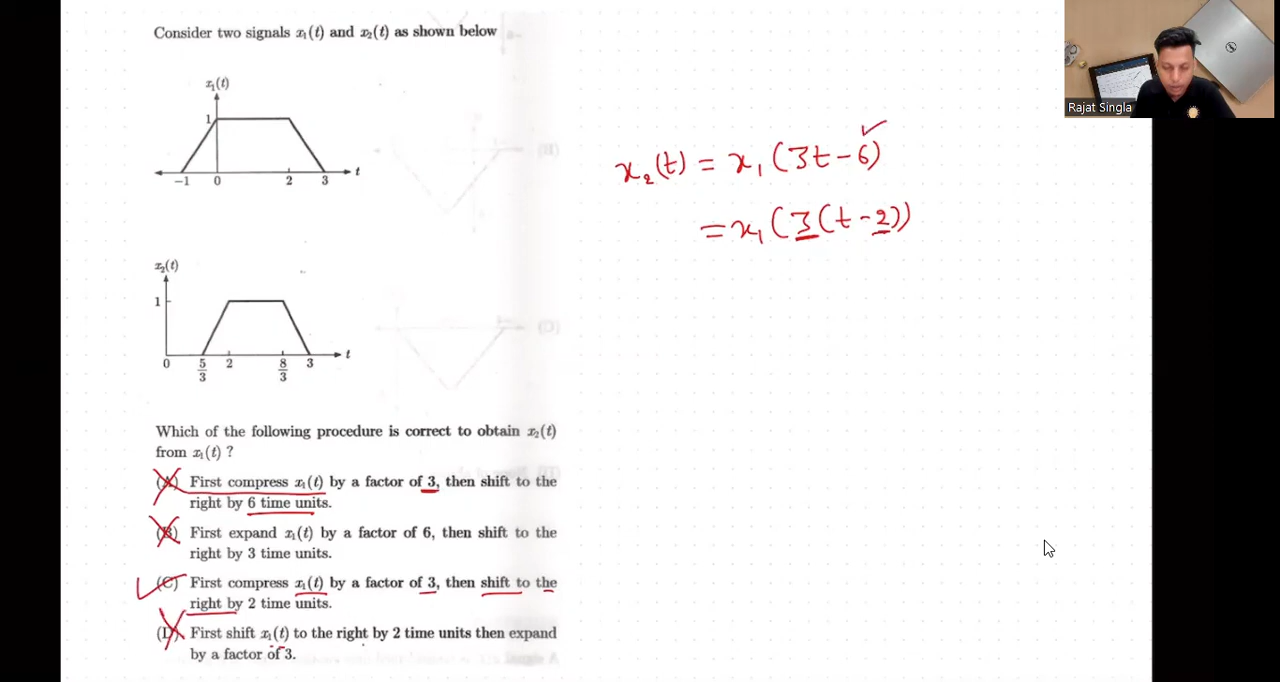 Consider two signals x₁(t) and x₂(t) as shown below
x₁(t)
1
-1 0 2 3 t
x₂(t)
1
0 5/3 2 8/3 3 t
Which of the following procedure is correct to obtain x₂(t)
from x₁(t) ?
(A) First compress x₁(t) by a factor of 3, then shift to the
right by 6 time units.
(B) First expand x₁(t) by a factor of 6, then shift to the
right by 3 time units.
(C) First compress x₁(t) by a factor of 3, then shift to the
right by 2 time units.
(D) First shift x₁(t) to the right by 2 time units then expand
by a factor of 3.
x₂(t) = x₁(3t-6)
= x₁(3(t-2))
Rajat Singla